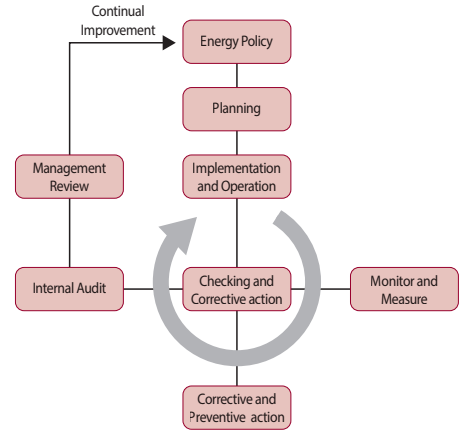 Continual
Improvement
Energy Policy
Planning
Management
Review
Implementation
and Operation
Internal Audit
Checking and
Corrective action
Monitor and
Measure
Corrective and
Preventive action